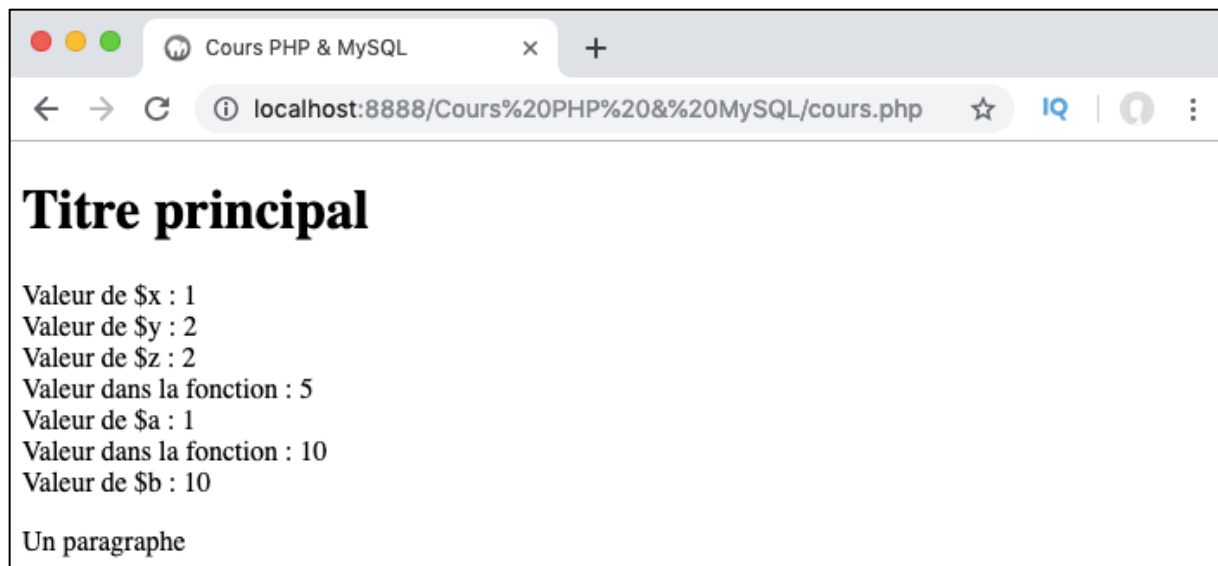 Cours PHP & MySQL
localhost:8888/Cours%20PHP%20&%20MySQL/cours.php
IQ
Titre principal
Valeur de $x : 1
Valeur de $y : 2
Valeur de $z : 2
Valeur dans la fonction : 5
Valeur de $a : 1
Valeur dans la fonction : 10
Valeur de $b : 10
Un paragraphe